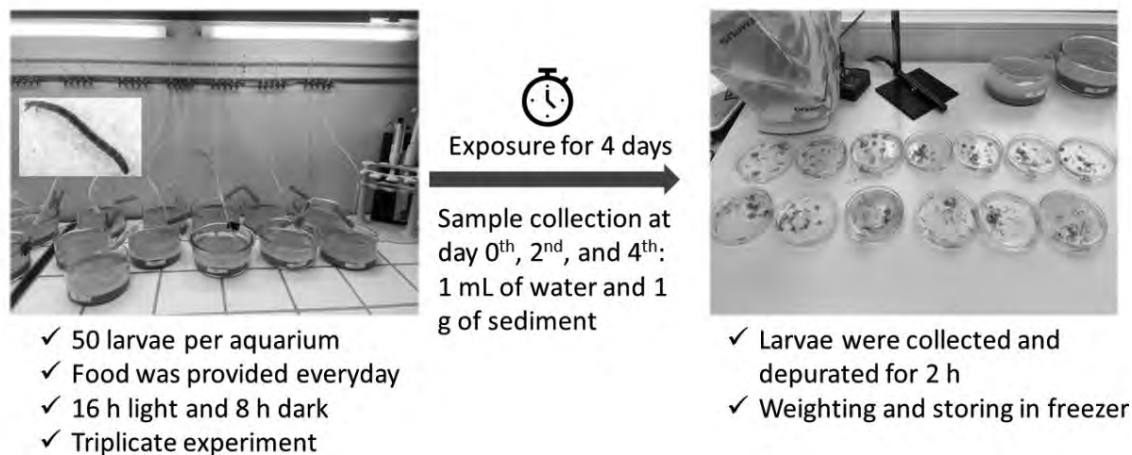 Exposure for 4 days
Sample collection at
day 0th, 2nd, and 4th:
1 mL of water and 1
g of sediment
✓ 50 larvae per aquarium
✓ Food was provided everyday
✓ 16 h light and 8 h dark
✓ Triplicate experiment
✓ Larvae were collected and
depurated for 2 h
✓ Weighting and storing in freezer